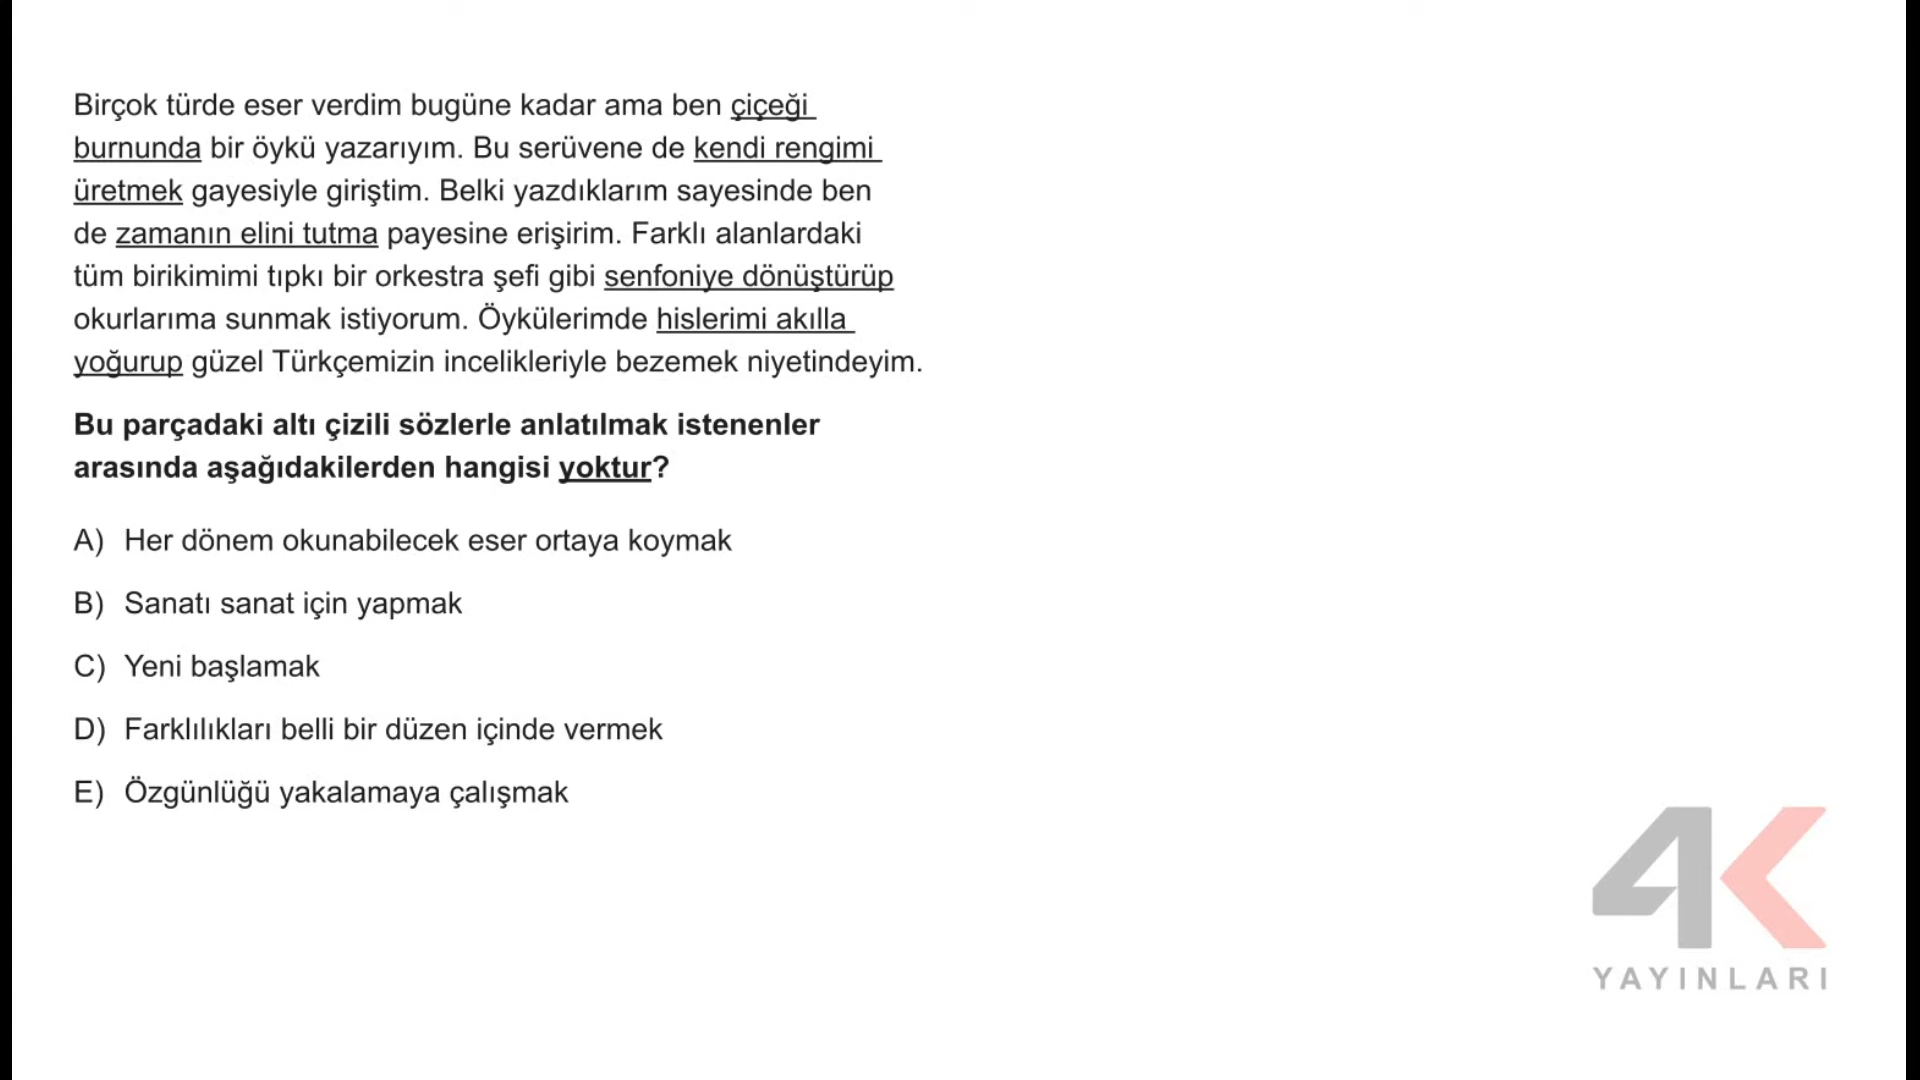 Birçok türde eser verdim bugüne kadar ama ben çiçeği
burnunda bir öykü yazarıyım. Bu serüvene de kendi rengimi
üretmek gayesiyle giriştim. Belki yazdıklarım sayesinde ben
de zamanın elini tutma payesine erişirim. Farklı alanlardaki
tüm birikimimi tıpkı bir orkestra şefi gibi senfoniye dönüştürüp
okurlarıma sunmak istiyorum. Öykülerimde hislerimi akılla
yoğurup güzel Türkçemizin incelikleriyle bezemek niyetindeyim.
Bu parçadaki altı çizili sözlerle anlatılmak istenenler
arasında aşağıdakilerden hangisi yoktur?
A) Her dönem okunabilecek eser ortaya koymak
B) Sanatı sanat için yapmak
C) Yeni başlamak
D) Farklılıkları belli bir düzen içinde vermek
E) Özgünlüğü yakalamaya çalışmak
4K
YAYINLARI